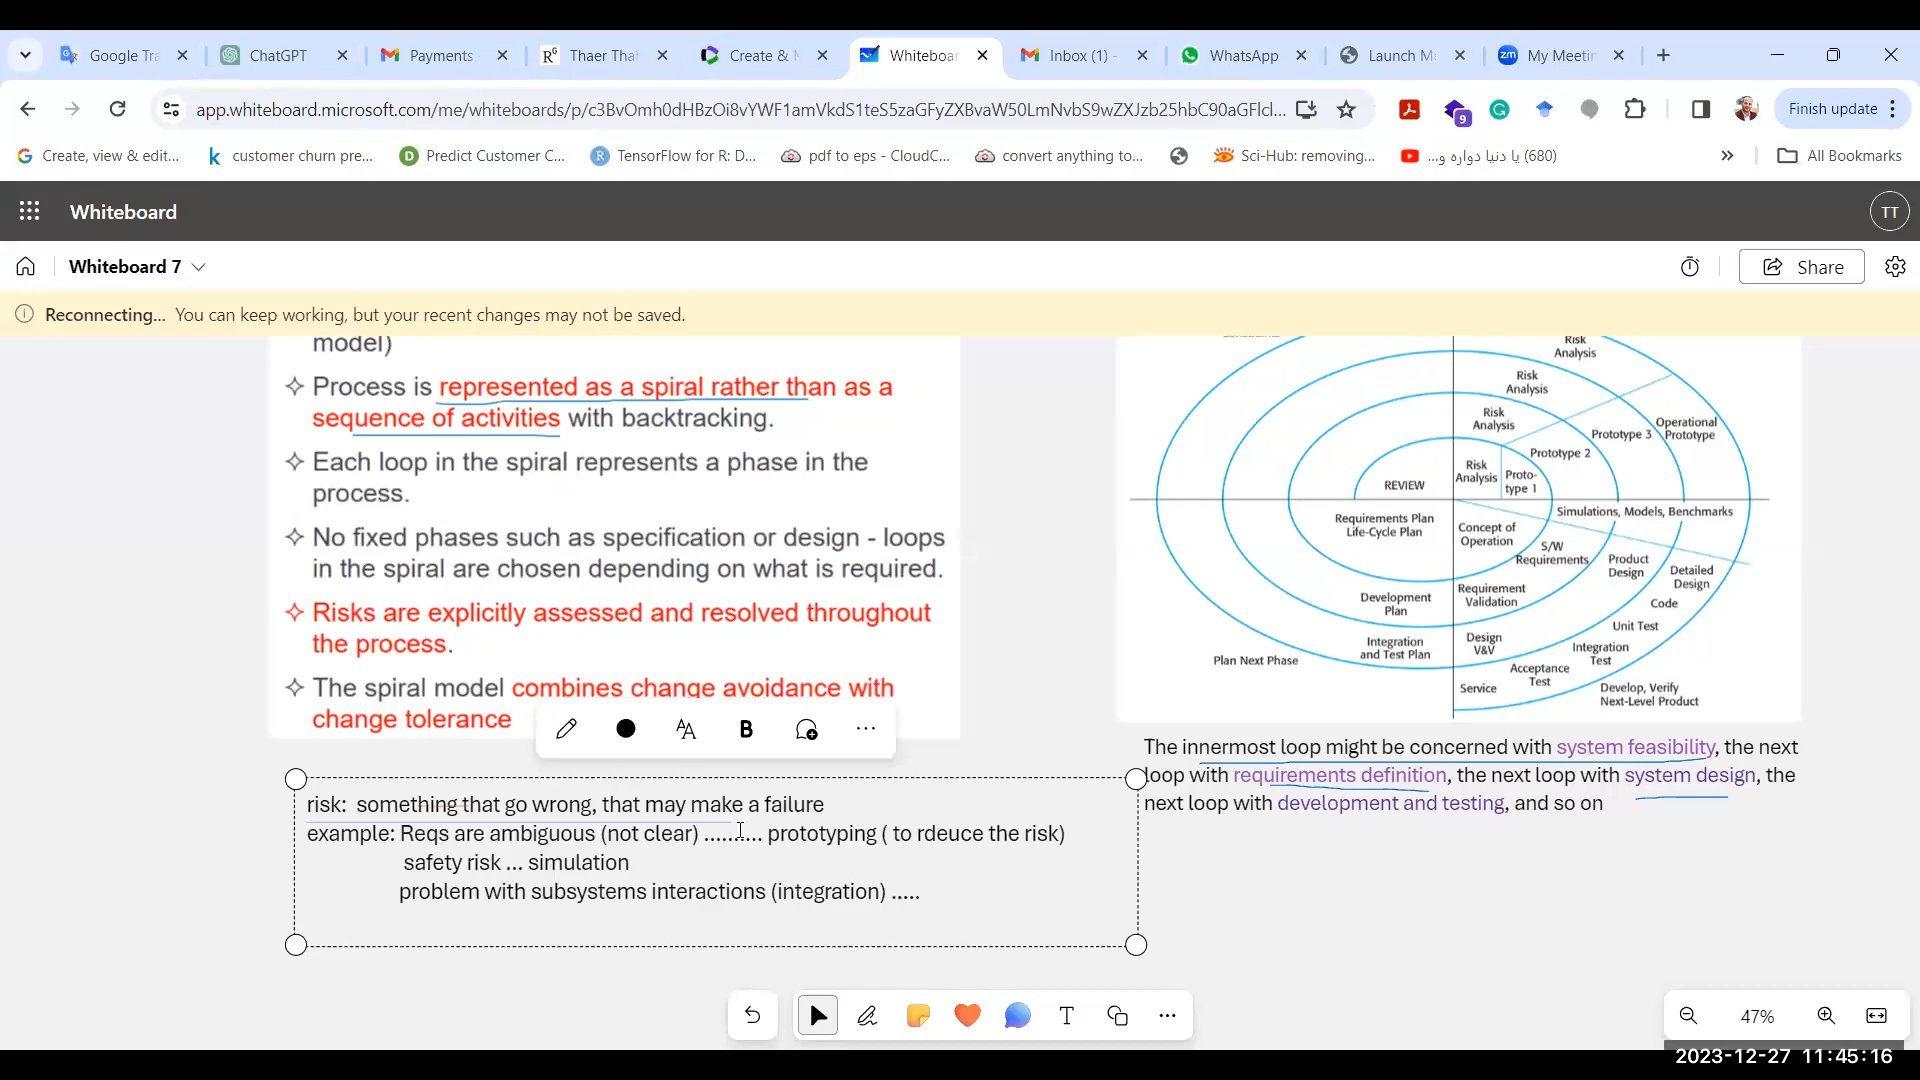 Google Tra
ChatGPT
Payments -
Thaer Thah
Create & M
Whiteboar
Inbox (1) -
WhatsApp
Launch Me
My Meetin
app.whiteboard.microsoft.com/me/whiteboards/p/c3BvOmh0dHBzOi8vYWF1amVkdS1teS5zaGFyZXBvaW50LmNvbS9wZXJzb25hbC90aGFlcl...
9
Finish update
Create, view & edit...
customer churn pre...
Predict Customer C...
TensorFlow for R: D...
pdf to eps - CloudC...
convert anything to...
Sci-Hub: removing...
(680) يا دنيا دواره و...
All Bookmarks
Whiteboard
TT
Whiteboard 7
Share
Reconnecting... You can keep working, but your recent changes may not be saved.
model)
✧ Process is represented as a spiral rather than as a
sequence of activities with backtracking.
✧ Each loop in the spiral represents a phase in the
process.
✧ No fixed phases such as specification or design - loops
in the spiral are chosen depending on what is required.
✧ Risks are explicitly assessed and resolved throughout
the process.
✧ The spiral model combines change avoidance with
change tolerance
B
risk:  something that go wrong, that may make a failure
example: Reqs are ambiguous (not clear) .......... prototyping ( to rdeuce the risk)
safety risk ... simulation
problem with subsystems interactions (integration) .....
Risk
Analysis
Risk
Analysis
Risk
Analysis
Risk
Analysis
Proto-
type 1
Prototype 2
Prototype 3
Operational
Prototype
REVIEW
Requirements Plan
Life-Cycle Plan
Concept of
Operation
Simulations, Models, Benchmarks
S/W
Requirements
Product
Design
Detailed
Design
Development
Plan
Requirement
Validation
Code
Unit Test
Integration
and Test Plan
Design
V&V
Integration
Test
Plan Next Phase
Acceptance
Test
Service
Develop, Verify
Next-Level Product
The innermost loop might be concerned with system feasibility, the next
loop with requirements definition, the next loop with system design, the
next loop with development and testing, and so on
47%
2023-12-27 11:45:16